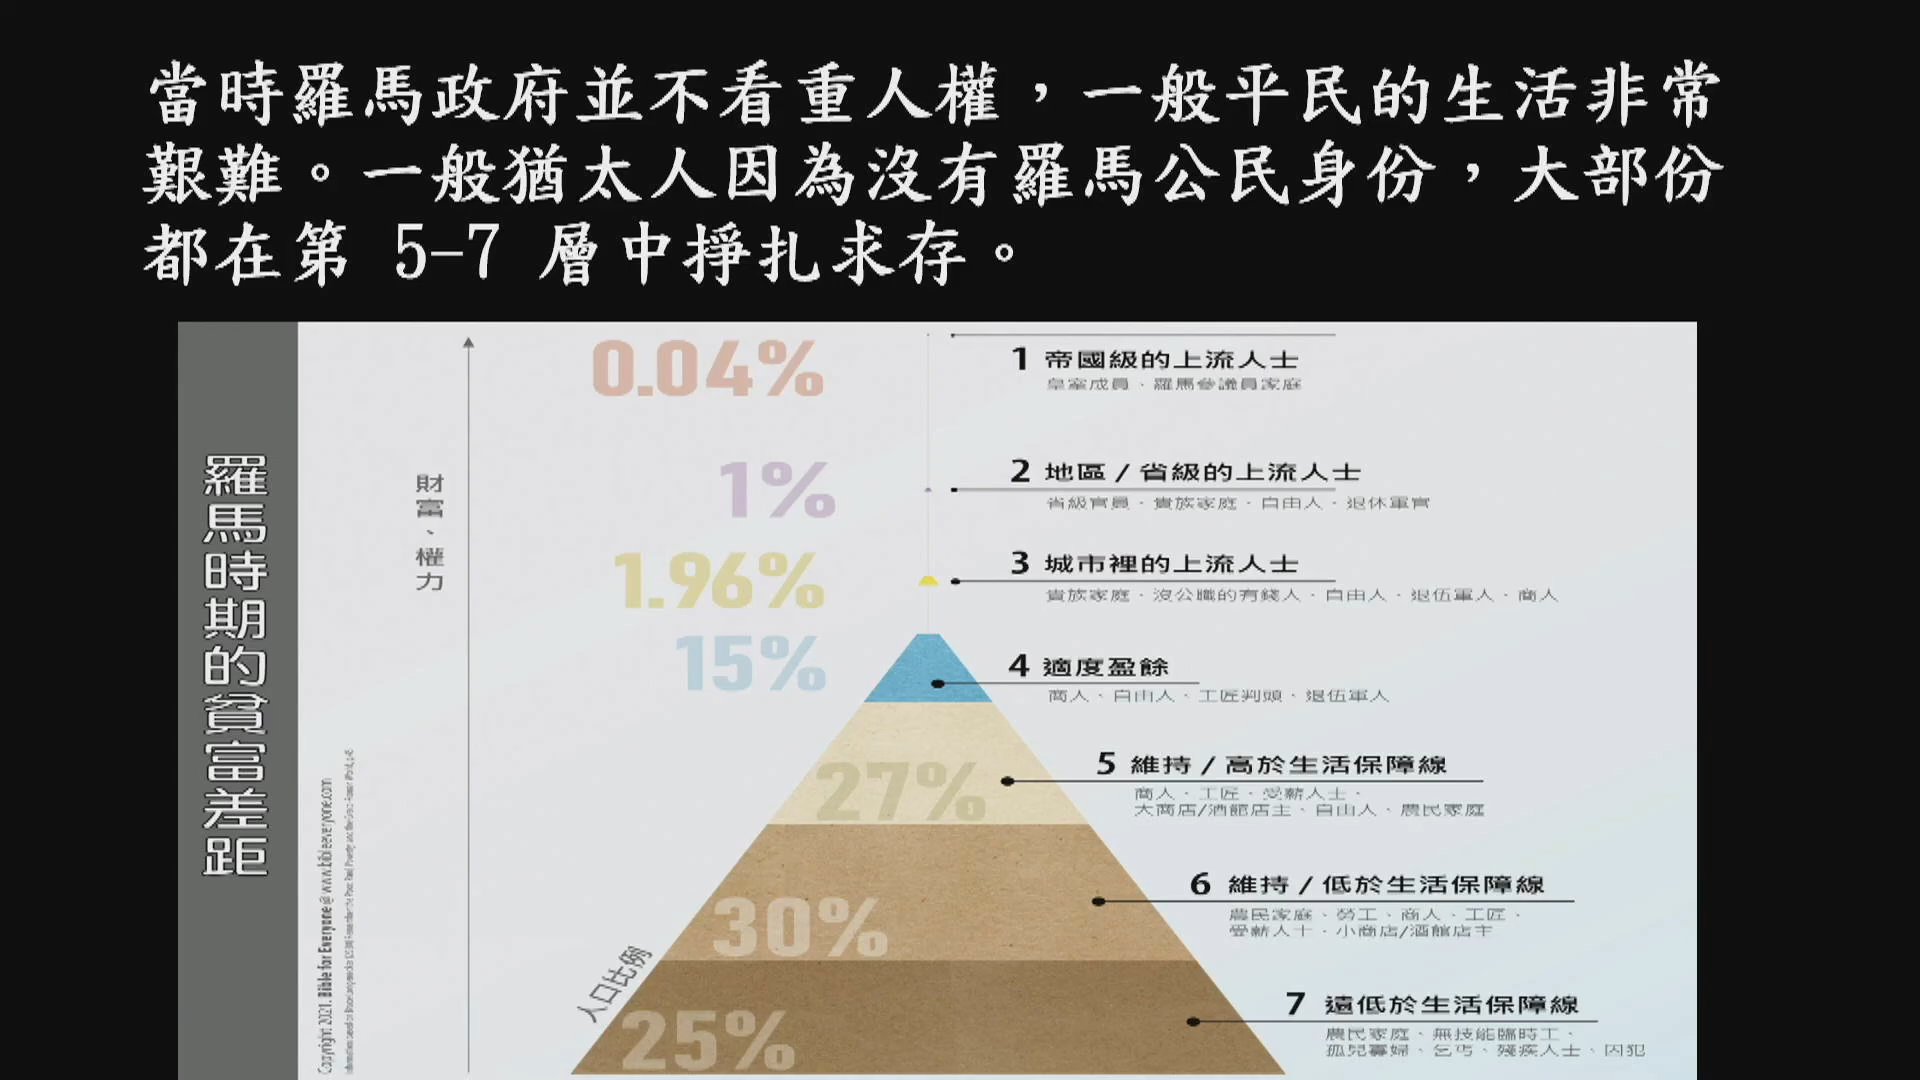 當時羅馬政府並不看重人權，一般平民的生活非常
艱難。一般猶太人因為沒有羅馬公民身份，大部份
都在第 5-7 層中掙扎求存。
羅馬時期的貧富差距
財富、權力
0.04%
1 帝國級的上流人士
皇室成員、羅馬參議員家庭
1%
2 地區 / 省級的上流人士
省級官員、貴族家庭、自由人、退休軍官
1.96%
3 城市裡的上流人士
貴族家庭、沒公職的有錢人、自由人、退伍軍人、商人
15%
4 適度盈餘
商人、自由人、工匠判頭、退伍軍人
27%
5 維持 / 高於生活保障線
商人、工匠、受薪人士、
大商店/酒館店主、自由人、農民家庭
30%
6 維持 / 低於生活保障線
農民家庭、勞工、商人、工匠、
受薪人士、小商店/酒館店主
25%
7 遠低於生活保障線
農民家庭、無技能臨時工、
孤兒寡婦、乞丐、殘疾人士、囚犯
人口比例
Copyright 2021. Bible for Everyone @ www.bibleeveryone.com